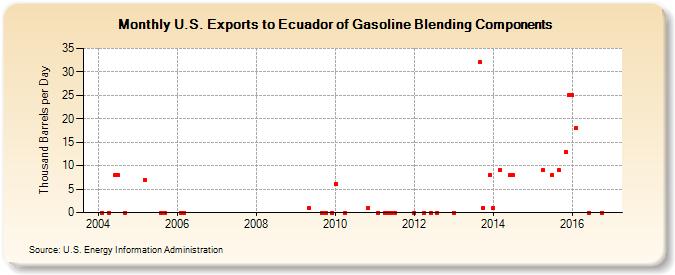 Monthly U.S. Exports to Ecuador of Gasoline Blending Components
Thousand Barrels per Day
35
30
25
20
15
10
5
0
2004 2006 2008 2010 2012 2014 2016
Source: U.S. Energy Information Administration